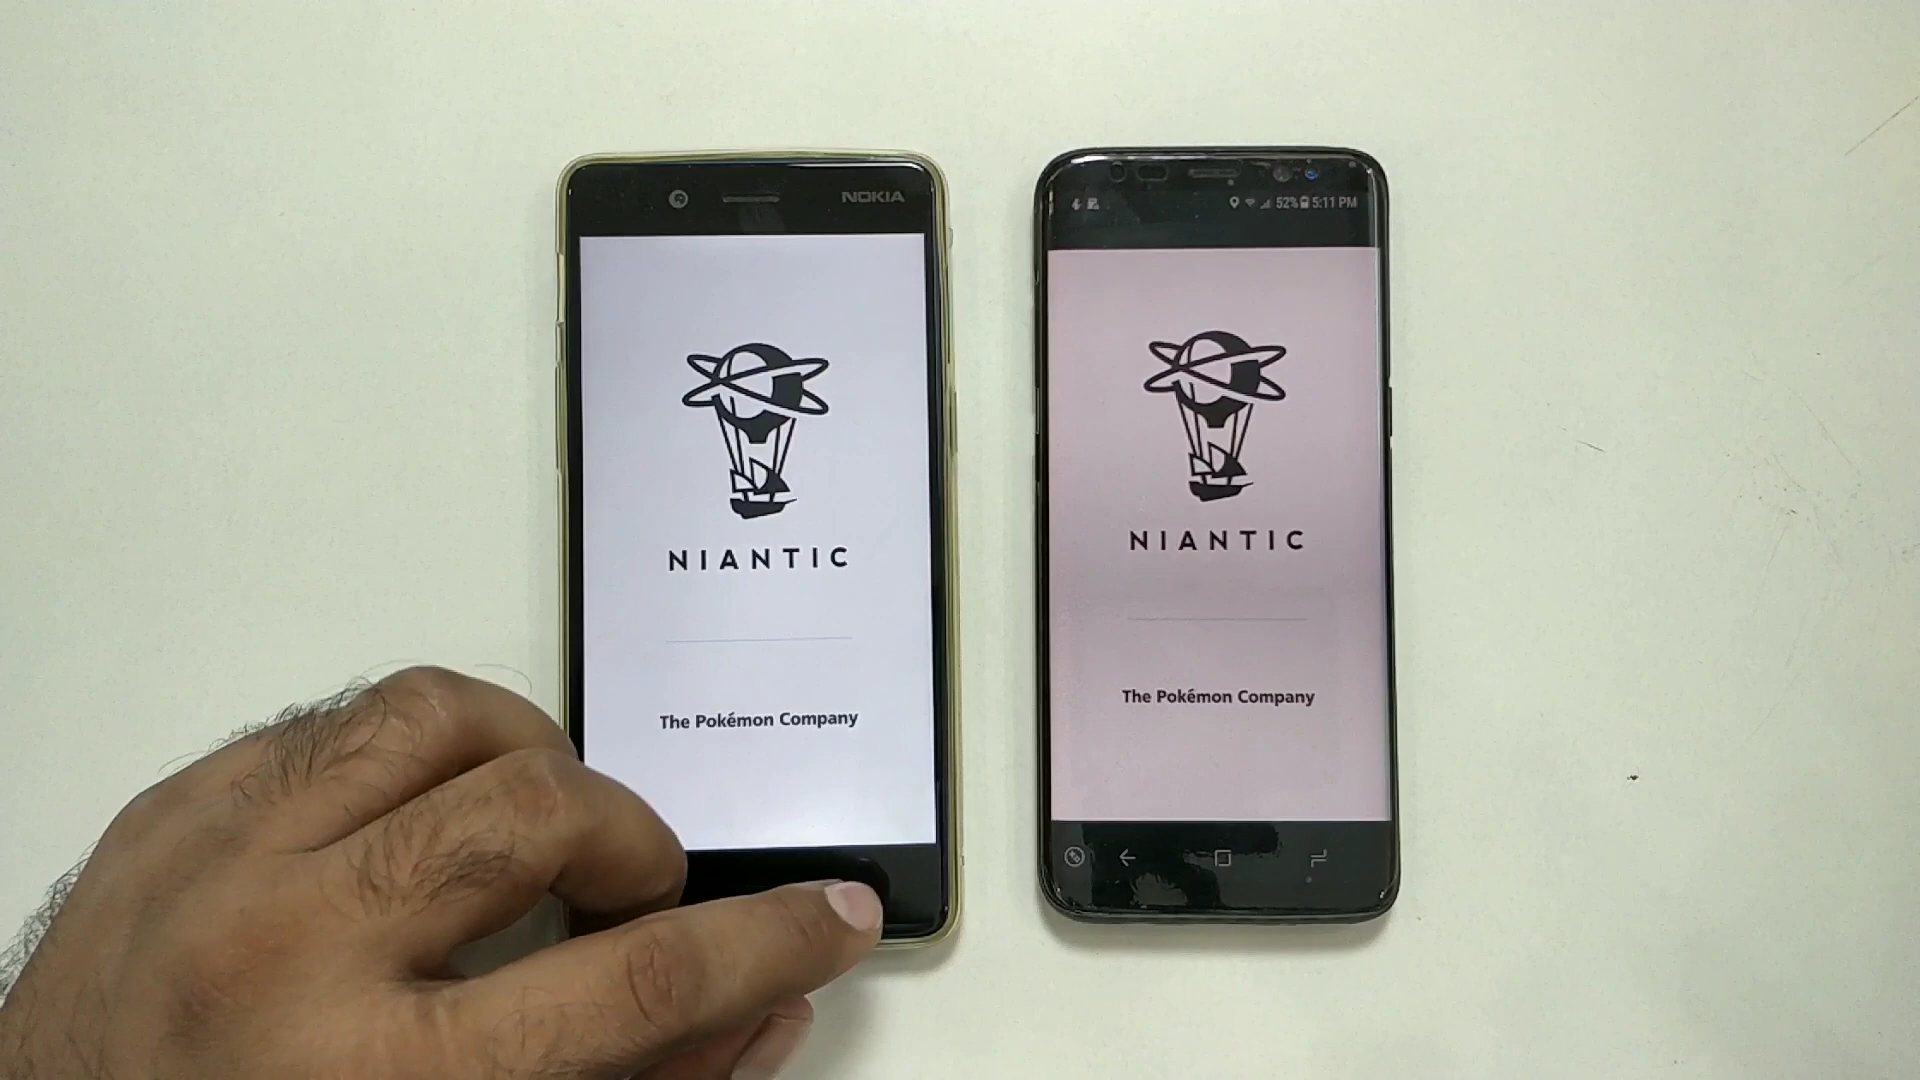 NOKIA
NIANTIC
The Pokémon Company
52% 5:11 PM
NIANTIC
The Pokémon Company